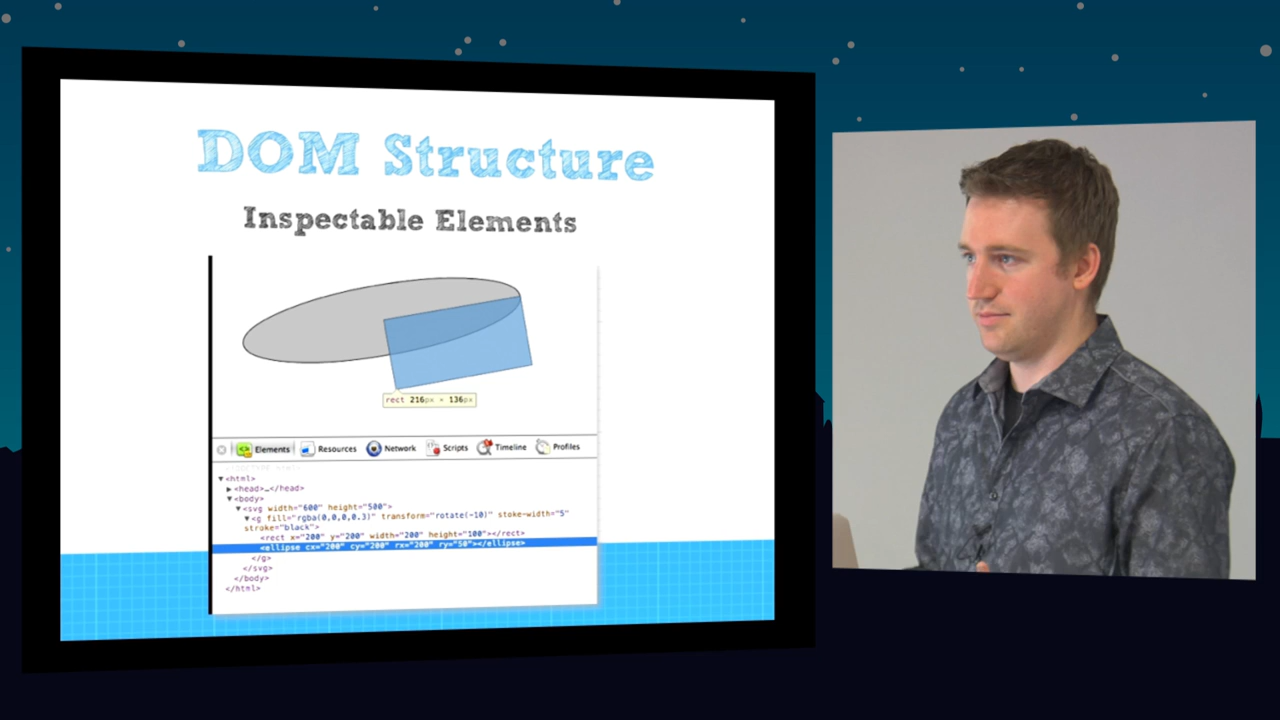 DOM Structure
Inspectable Elements
rect 216px × 136px
Elements Resources Network Scripts Timeline Profiles
<!DOCTYPE html>
▼<html>
▶<head>…</head>
▼<body>
▼<svg width="600" height="500">
▼<g fill="rgba(0,0,0,0.3)" transform="rotate(-10)" stoke-width="5"
stroke="black">
<rect x="200" y="200" width="200" height="100"></rect>
<ellipse cx="200" cy="200" rx="200" ry="50"></ellipse>
</g>
</svg>
</body>
</html>